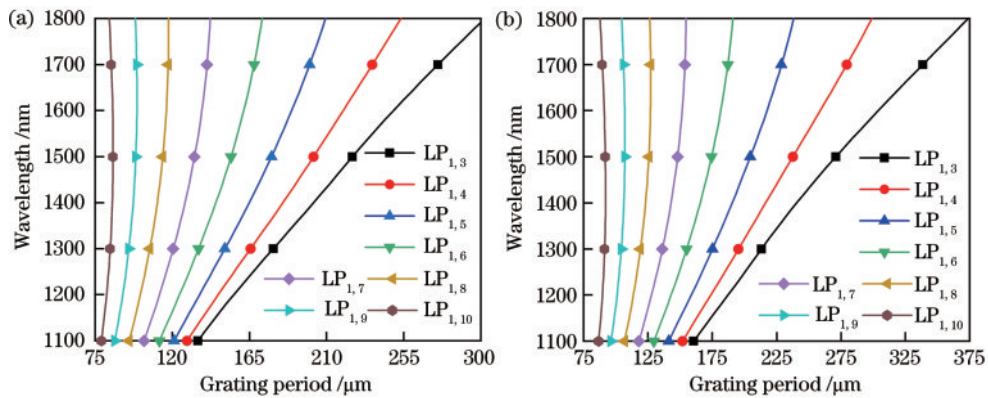 (a)
1800
1700
1600
1500
1400
1300
1200
1100
Wavelength /nm
75 120 165 210 255 300
Grating period /μm
LP1,3
LP1,4
LP1,5
LP1,6
LP1,7 LP1,8
LP1,9 LP1,10
(b)
1800
1700
1600
1500
1400
1300
1200
1100
Wavelength /nm
75 125 175 225 275 325 375
Grating period /μm
LP1,3
LP1,4
LP1,5
LP1,6
LP1,7 LP1,8
LP1,9 LP1,10